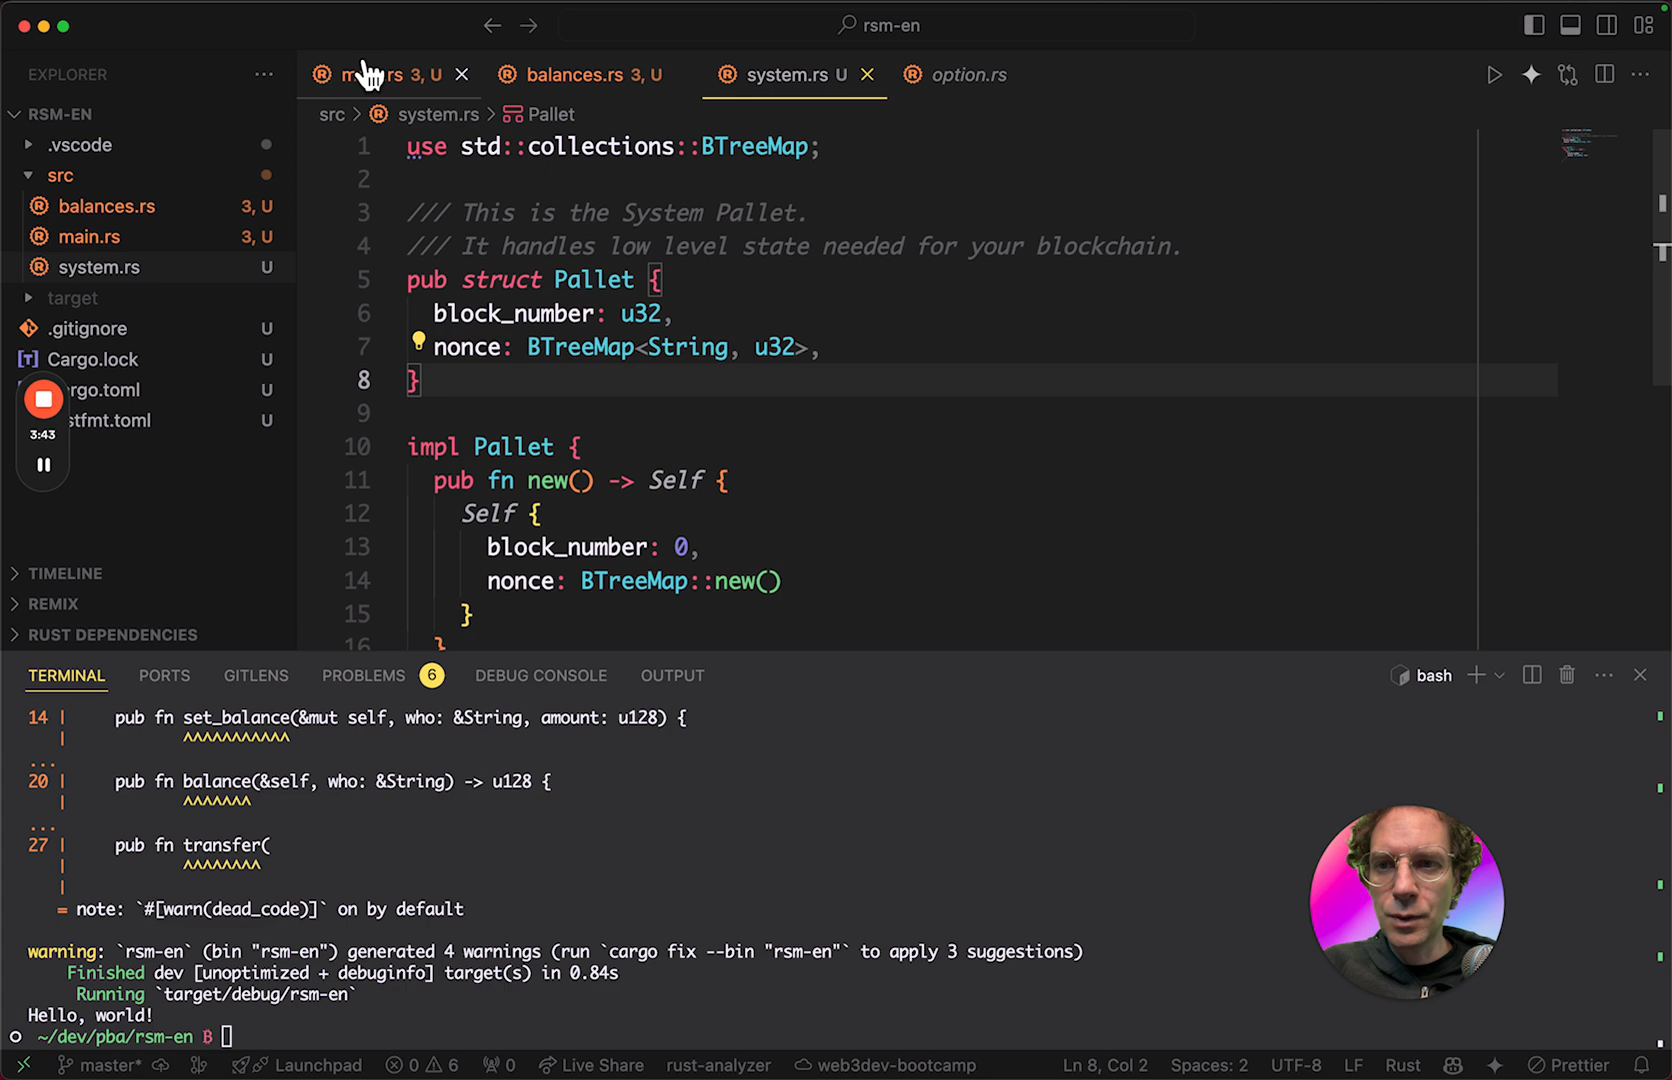 rsm-en
EXPLORER
RSM-EN
.vscode
src
balances.rs 3, U
main.rs 3, U
system.rs U
target
.gitignore U
Cargo.lock U
rgo.toml U
stfmt.toml U
3:43
TIMELINE
REMIX
RUST DEPENDENCIES
m rs 3, U
balances.rs 3, U
system.rs U
option.rs
src > system.rs > Pallet
1 use std::collections::BTreeMap;
2
3 /// This is the System Pallet.
4 /// It handles low level state needed for your blockchain.
5 pub struct Pallet {
6 block_number: u32,
7 nonce: BTreeMap<String, u32>,
8 }
9
10 impl Pallet {
11 pub fn new() -> Self {
12 Self {
13 block_number: 0,
14 nonce: BTreeMap::new()
15 }
16 }
TERMINAL PORTS GITLENS PROBLEMS 6 DEBUG CONSOLE OUTPUT
bash
14 | pub fn set_balance(&mut self, who: &String, amount: u128) {
| ^^^^^^^^^^^
...
20 | pub fn balance(&self, who: &String) -> u128 {
| ^^^^^^^
...
27 | pub fn transfer(
| ^^^^^^^^
|
= note: `#[warn(dead_code)]` on by default
warning: `rsm-en` (bin "rsm-en") generated 4 warnings (run `cargo fix --bin "rsm-en"` to apply 3 suggestions)
Finished dev [unoptimized + debuginfo] target(s) in 0.84s
Running `target/debug/rsm-en`
Hello, world!
~/dev/pba/rsm-en ₿
master* Launchpad 0 6 0 Live Share rust-analyzer web3dev-bootcamp Ln 8, Col 2 Spaces: 2 UTF-8 LF Rust Prettier